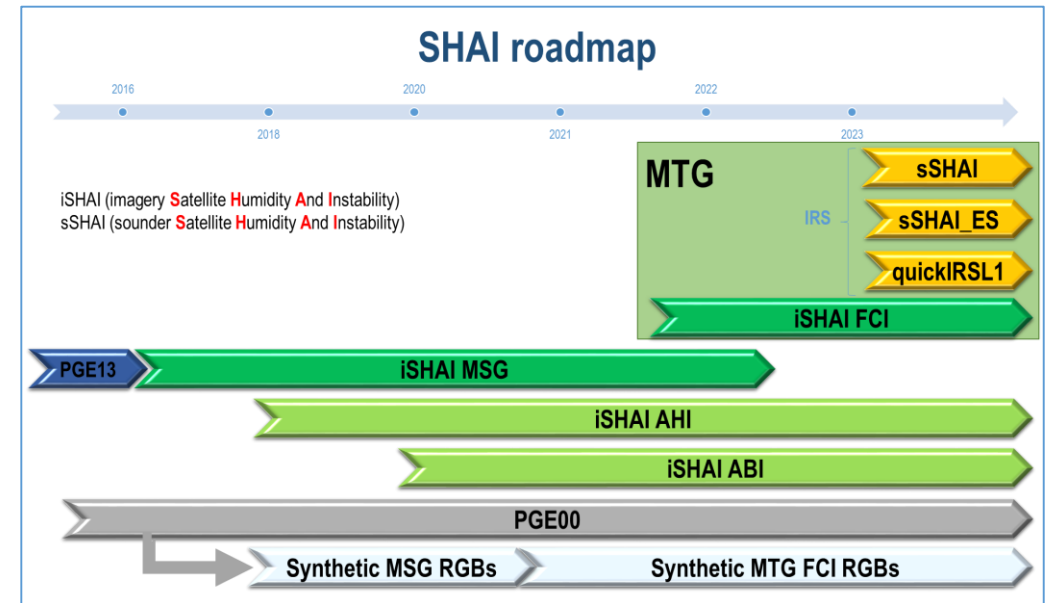 SHAI roadmap
2016
2020
2022
2018
2021
2023
iSHAI (imagery Satellite Humidity And Instability)
sSHAI (sounder Satellite Humidity And Instability)
MTG
IRS
sSHAI
sSHAI_ES
quickIRSL1
iSHAI FCI
PGE13
iSHAI MSG
iSHAI AHI
iSHAI ABI
PGE00
Synthetic MSG RGBs
Synthetic MTG FCI RGBs